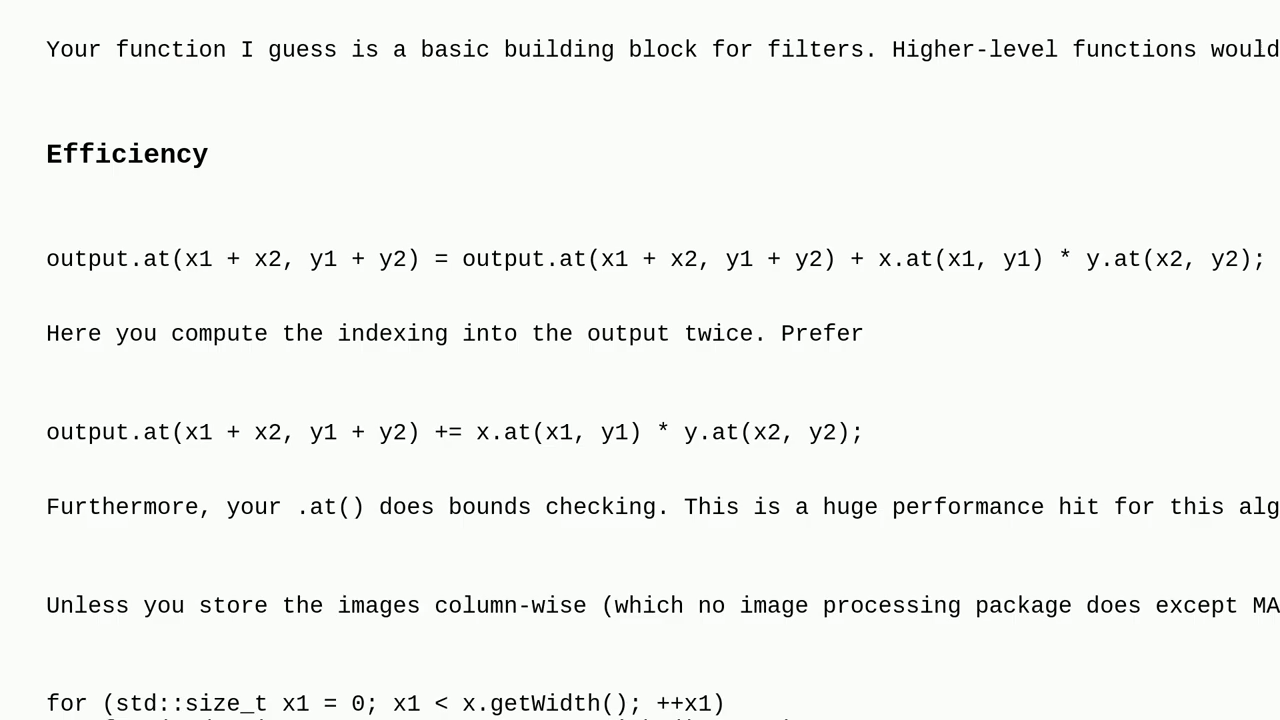 Your function I guess is a basic building block for filters. Higher-level functions would
Efficiency
output.at(x1 + x2, y1 + y2) = output.at(x1 + x2, y1 + y2) + x.at(x1, y1) * y.at(x2, y2);
Here you compute the indexing into the output twice. Prefer
output.at(x1 + x2, y1 + y2) += x.at(x1, y1) * y.at(x2, y2);
Furthermore, your .at() does bounds checking. This is a huge performance hit for this alg
Unless you store the images column-wise (which no image processing package does except MA
for (std::size_t x1 = 0; x1 < x.getWidth(); ++x1)